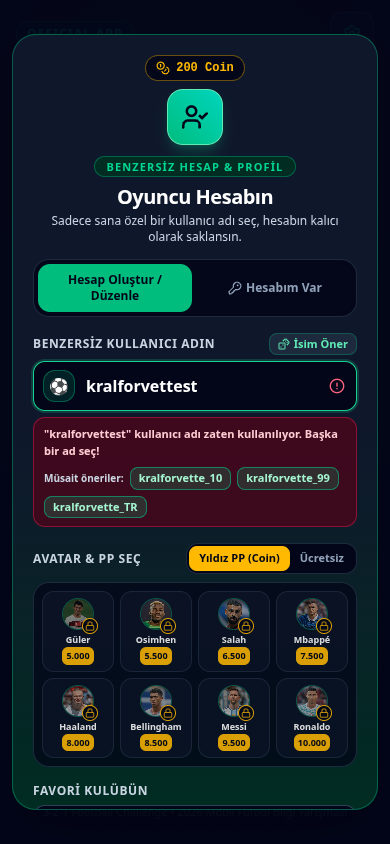 200 Coin
BENZERSİZ HESAP & PROFİL
Oyuncu Hesabın
Sadece sana özel bir kullanıcı adı seç, hesabın kalıcı
olarak saklansın.
Hesap Oluştur /
Düzenle
Hesabım Var
BENZERSİZ KULLANICI ADIN
İsim Öner
kralforvettest
"kralforvettest" kullanıcı adı zaten kullanılıyor. Başka
bir ad seç!
Müsait öneriler: kralforvette_10 kralforvette_99
kralforvette_TR
AVATAR & PP SEÇ
Yıldız PP (Coin) Ücretsiz
Güler Osimhen Salah Mbappé
5.000 5.500 6.500 7.500
Haaland Bellingham Messi Ronaldo
8.000 8.500 9.500 10.000
FAVORİ KULÜBÜN